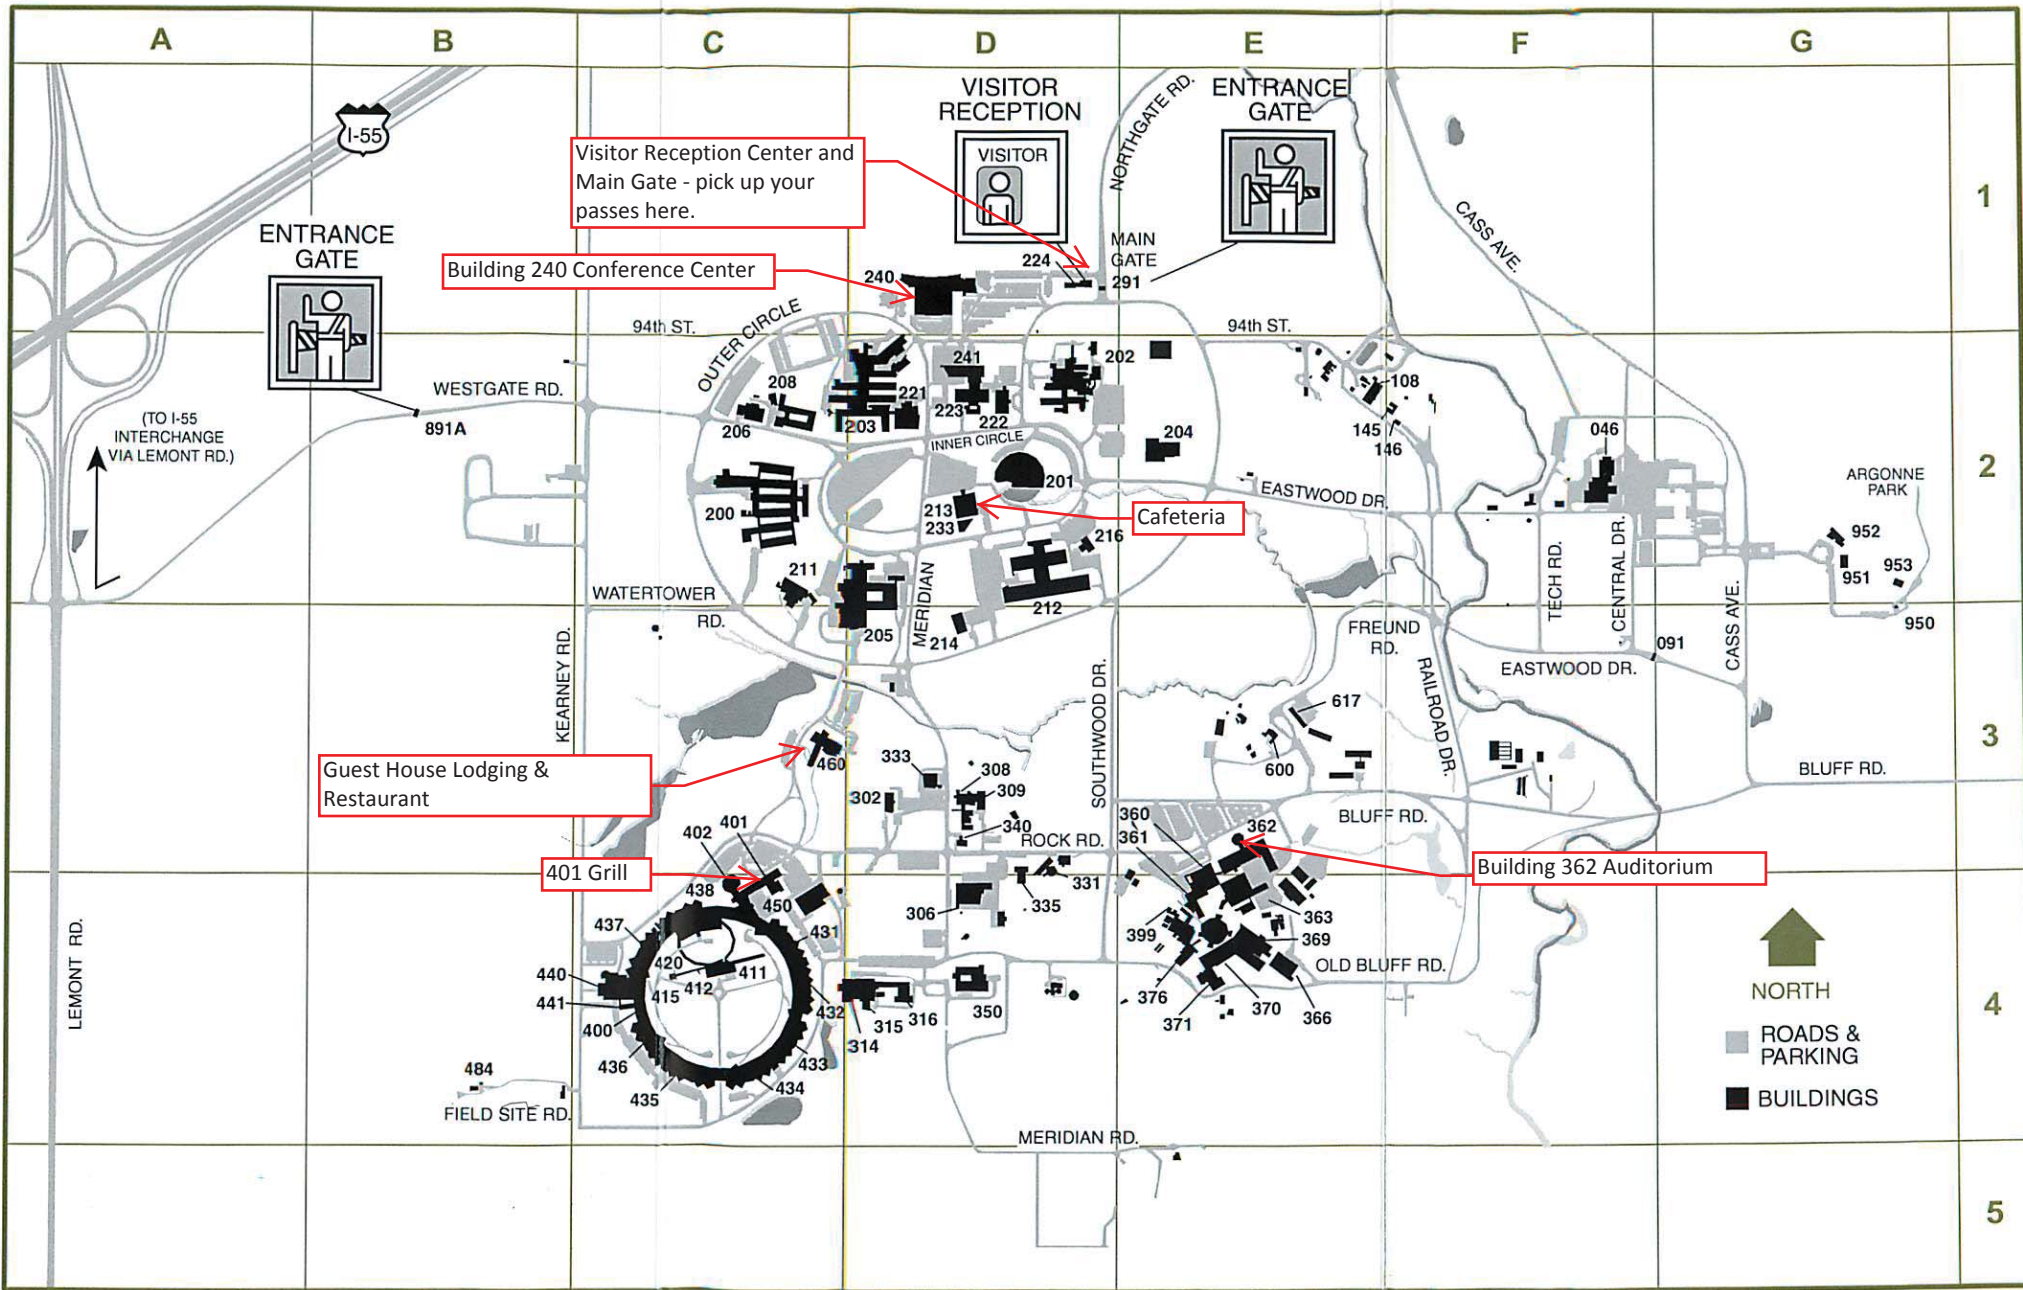 A
B
C
D
E
F
G
1
2
3
4
5
I-55
ENTRANCE
GATE
VISITOR
RECEPTION
VISITOR
ENTRANCE
GATE
Visitor Reception Center and
Main Gate - pick up your
passes here.
Building 240 Conference Center
NORTHGATE RD.
MAIN
GATE
224
291
240
CASS AVE.
94th ST.
OUTER CIRCLE
94th ST.
WESTGATE RD.
891A
(TO I-55
INTERCHANGE
VIA LEMONT RD.)
208
206
203
221
241
223
222
202
INNER CIRCLE
204
108
145
146
046
201
200
213
233
Cafeteria
EASTWOOD DR.
216
ARGONNE
PARK
952
951
953
950
211
WATERTOWER
RD.
205
MERIDIAN
214
212
FREUND
RD.
TECH RD.
CENTRAL DR.
CASS AVE.
091
EASTWOOD DR.
KEARNEY RD.
SOUTHWOOD DR.
RAILROAD DR.
617
600
Guest House Lodging &
Restaurant
460
333
302
308
309
340
ROCK RD.
360
361
362
BLUFF RD.
BLUFF RD.
Building 362 Auditorium
402
401
401 Grill
438
450
437
431
306
335
331
399
363
369
440
441
420
411
412
415
400
432
436
433
435
434
314
315
316
350
376
371
370
366
OLD BLUFF RD.
LEMONT RD.
484
FIELD SITE RD.
MERIDIAN RD.
NORTH
ROADS &
PARKING
BUILDINGS